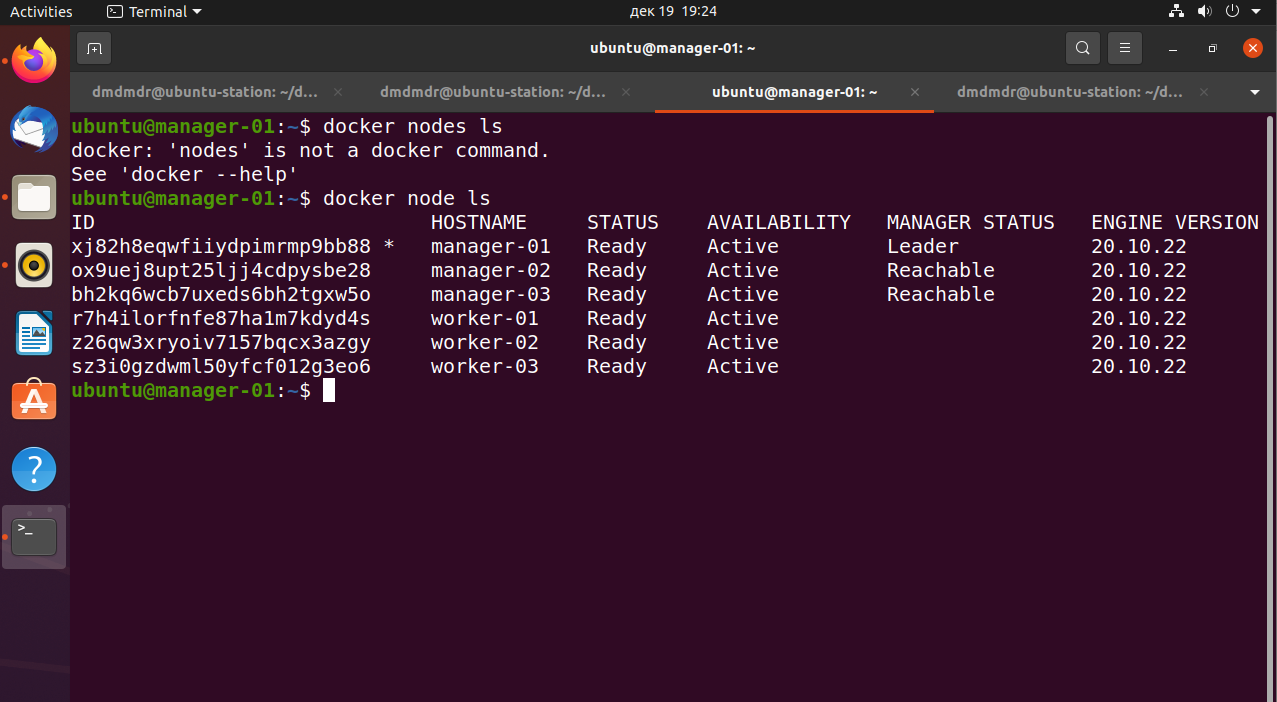 Activities Terminal дек 19 19:24
ubuntu@manager-01: ~
dmdmdr@ubuntu-station: ~/d... dmdmdr@ubuntu-station: ~/d... ubuntu@manager-01: ~ dmdmdr@ubuntu-station: ~/d...
ubuntu@manager-01:~$ docker nodes ls
docker: 'nodes' is not a docker command.
See 'docker --help'
ubuntu@manager-01:~$ docker node ls
ID HOSTNAME STATUS AVAILABILITY MANAGER STATUS ENGINE VERSION
xj82h8eqwfiiydpimrmp9bb88 * manager-01 Ready Active Leader 20.10.22
ox9uej8upt25ljj4cdpysbe28 manager-02 Ready Active Reachable 20.10.22
bh2kq6wcb7uxeds6bh2tgxw5o manager-03 Ready Active Reachable 20.10.22
r7h4ilorfnfe87ha1m7kdyd4s worker-01 Ready Active 20.10.22
z26qw3xryoiv7157bqcx3azgy worker-02 Ready Active 20.10.22
sz3i0gzdwml50yfcf012g3eo6 worker-03 Ready Active 20.10.22
ubuntu@manager-01:~$